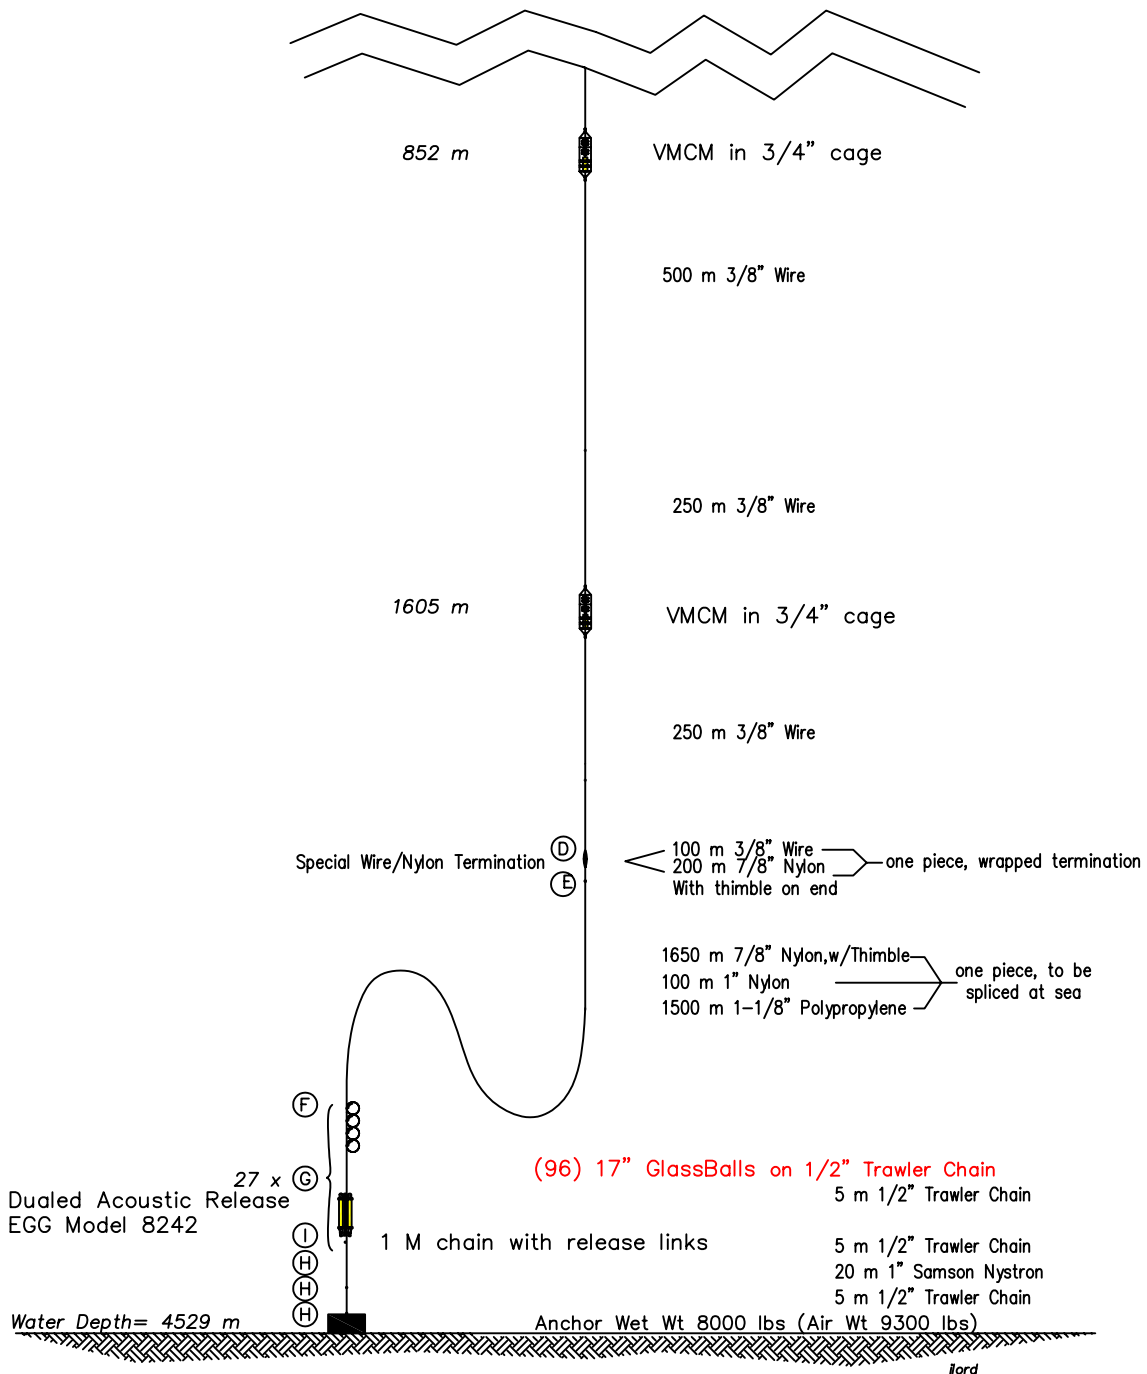 852 m
VMCM in 3/4" cage
500 m 3/8" Wire
250 m 3/8" Wire
1605 m
VMCM in 3/4" cage
250 m 3/8" Wire
Special Wire/Nylon Termination
D
E
100 m 3/8" Wire
200 m 7/8" Nylon
With thimble on end
one piece, wrapped termination
1650 m 7/8" Nylon,w/Thimble
100 m 1" Nylon
1500 m 1-1/8" Polypropylene
one piece, to be
spliced at sea
F
27 x G
(96) 17" GlassBalls on 1/2" Trawler Chain
5 m 1/2" Trawler Chain
Dualed Acoustic Release
EGG Model 8242
I
1 M chain with release links
5 m 1/2" Trawler Chain
H
20 m 1" Samson Nystron
H
5 m 1/2" Trawler Chain
H
Water Depth= 4529 m
Anchor Wet Wt 8000 lbs (Air Wt 9300 lbs)
jlord